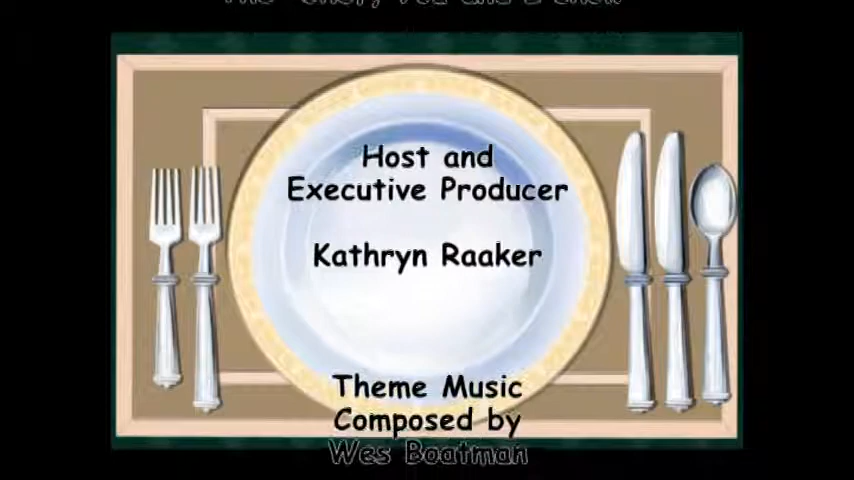 Host and
Executive Producer
Kathryn Raaker
Theme Music
Composed by
Wes Boatman